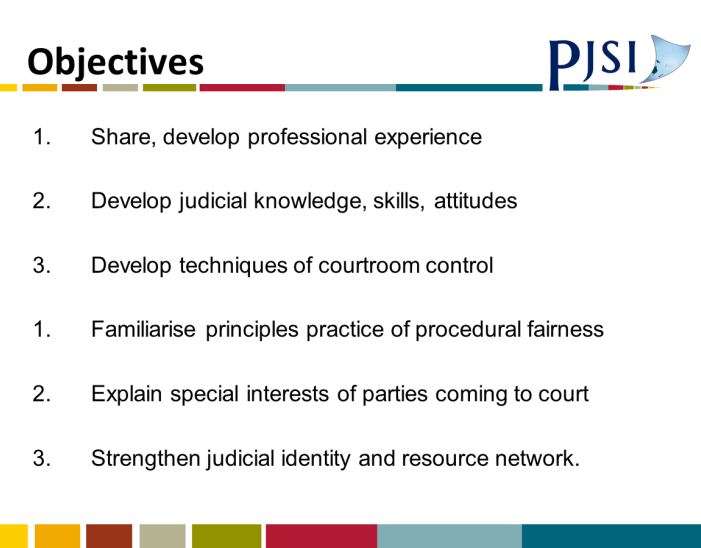 Objectives
PJSI
1. Share, develop professional experience
2. Develop judicial knowledge, skills, attitudes
3. Develop techniques of courtroom control
1. Familiarise principles practice of procedural fairness
2. Explain special interests of parties coming to court
3. Strengthen judicial identity and resource network.